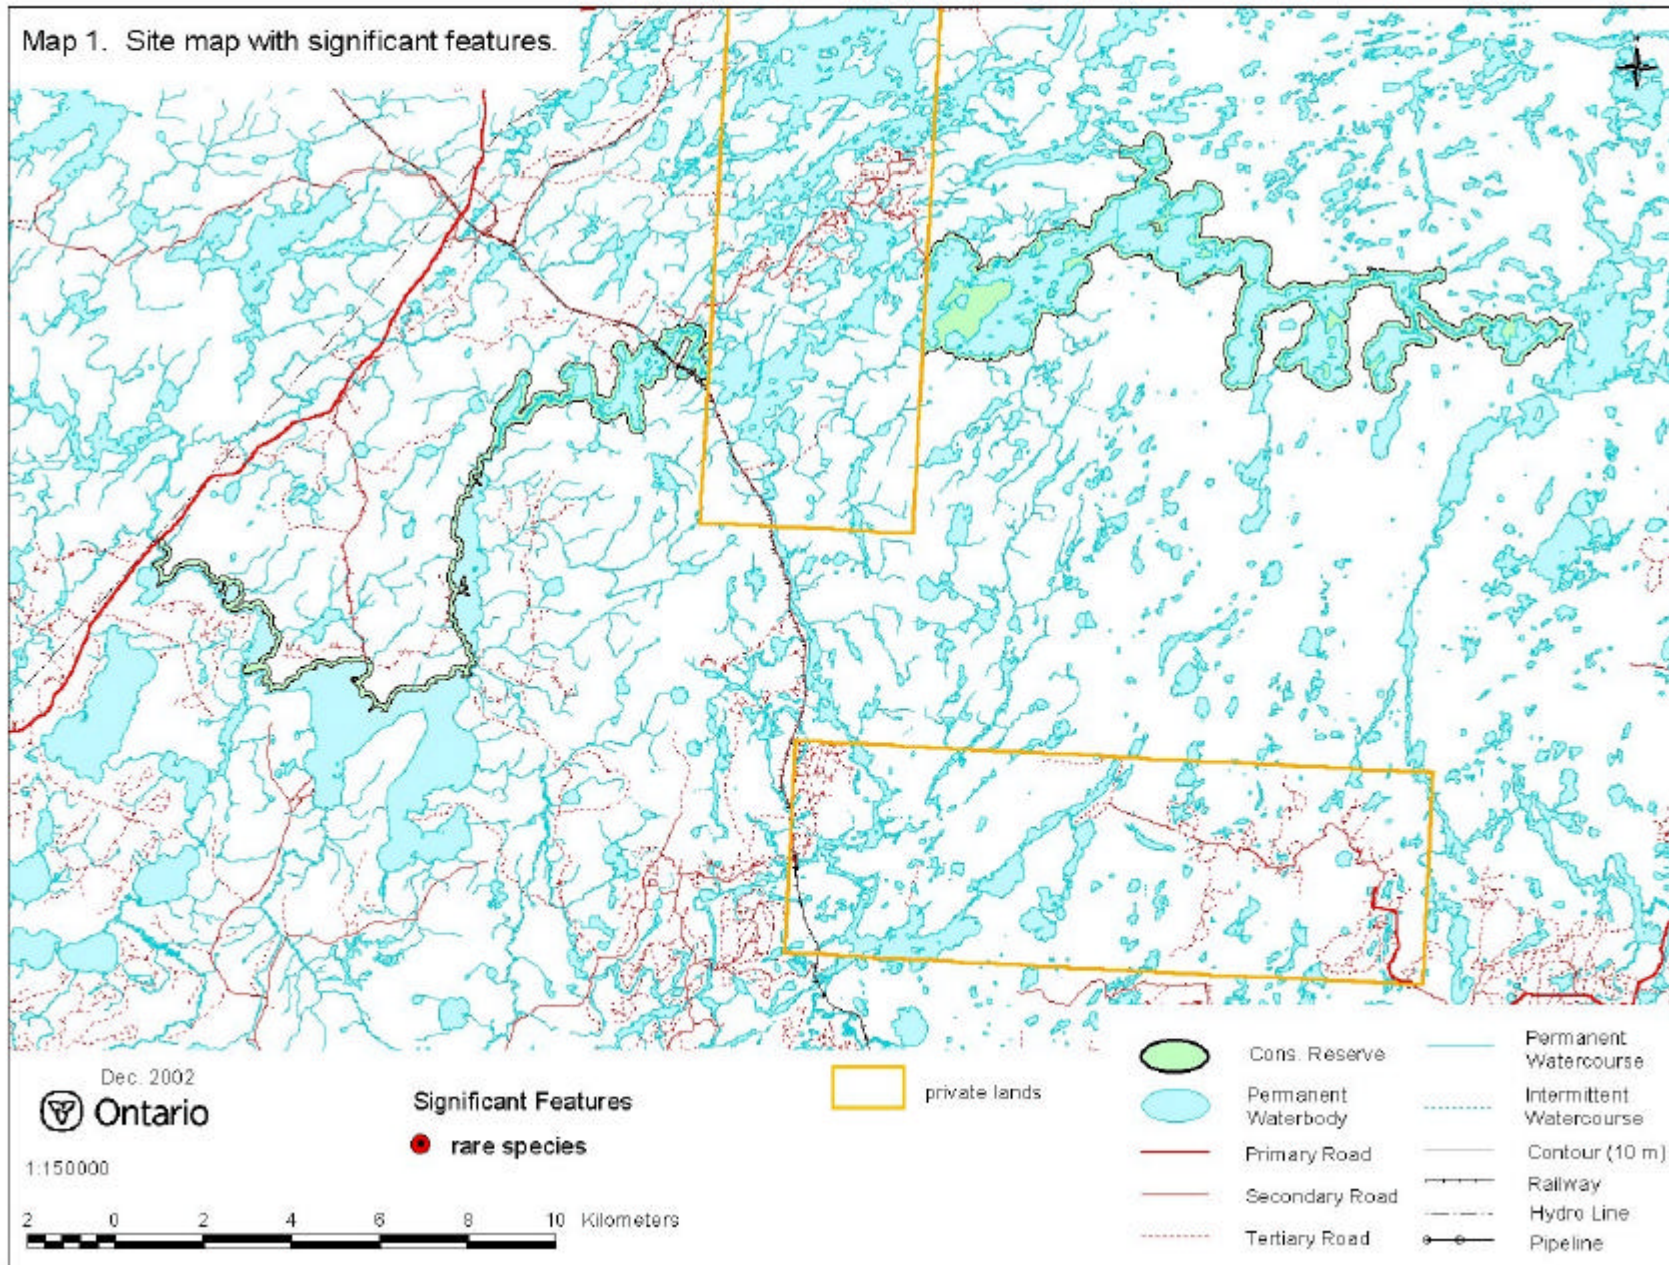 Map 1. Site map with significant features.
Dec. 2002
Ontario
1:150000
2 0 2 4 6 8 10 Kilometers
Significant Features
rare species
private lands
Cons. Reserve
Permanent
Waterbody
Primary Road
Secondary Road
Tertiary Road
Permanent
Watercourse
Intermittent
Watercourse
Contour (10 m)
Railway
Hydro Line
Pipeline